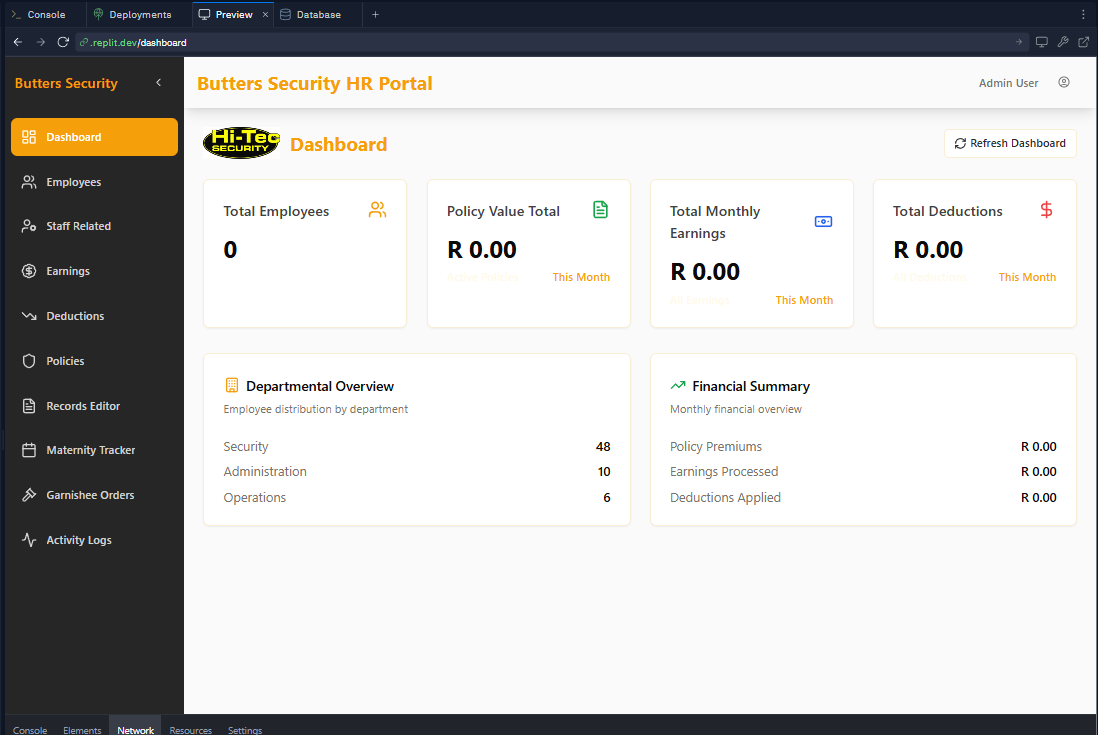 Console Deployments Preview × Database +
.replit.dev/dashboard
Butters Security
Butters Security HR Portal
Admin User
Dashboard
Employees
Staff Related
Earnings
Deductions
Policies
Records Editor
Maternity Tracker
Garnishee Orders
Activity Logs
Hi-Tec
SECURITY
Dashboard
Refresh Dashboard
Total Employees
0
Policy Value Total
R 0.00
Active Policies This Month
Total Monthly
Earnings
R 0.00
All Earnings This Month
Total Deductions
R 0.00
All Deductions This Month
Departmental Overview
Employee distribution by department
Security 48
Administration 10
Operations 6
Financial Summary
Monthly financial overview
Policy Premiums R 0.00
Earnings Processed R 0.00
Deductions Applied R 0.00
Console Elements Network Resources Settings